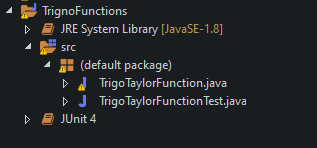 TrignoFunctions
JRE System Library [JavaSE-1.8]
src
(default package)
TrigoTaylorFunction.java
TrigoTaylorFunctionTest.java
JUnit 4